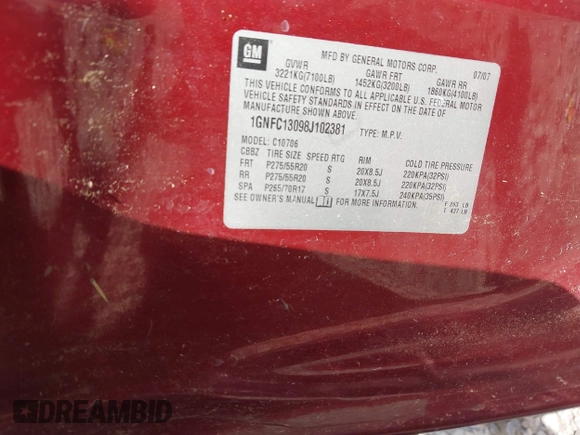 GM
MFD BY GENERAL MOTORS CORP. 07/07
GVWR GAWR FRT GAWR RR
3221KG(7100LB) 1452KG(3200LB) 1860KG(4100LB)
THIS VEHICLE CONFORMS TO ALL APPLICABLE U.S. FEDERAL MOTOR
VEHICLE SAFETY STANDARDS IN EFFECT ON THE DATE OF
MANUFACTURE SHOWN ABOVE.
1GNFC13098J102381 TYPE: M.P.V.
MODEL: C10706
CBBZ TIRE SIZE SPEED RTG RIM COLD TIRE PRESSURE
FRT P275/55R20 S 20X8.5J 220KPA(32PSI)
RR P275/55R20 S 20X8.5J 220KPA(32PSI)
SPA P265/70R17 S 17X7.5J 240KPA(35PSI)
SEE OWNER'S MANUAL FOR MORE INFORMATION.
T 427 LB
DREAMBID